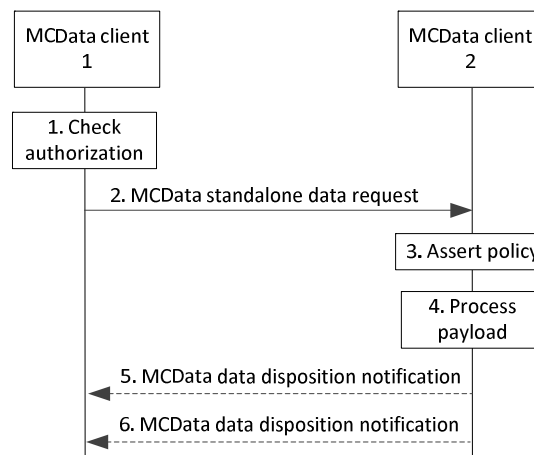 MCData client
1
MCData client
2
1. Check
authorization
2. MCData standalone data request
3. Assert policy
4. Process
payload
5. MCData data disposition notification
6. MCData data disposition notification